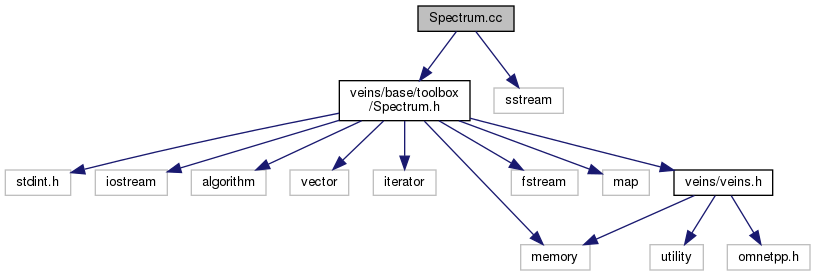 Spectrum.cc
veins/base/toolbox
/Spectrum.h
sstream
stdint.h
iostream
algorithm
vector
iterator
fstream
map
veins/veins.h
memory
utility
omnetpp.h